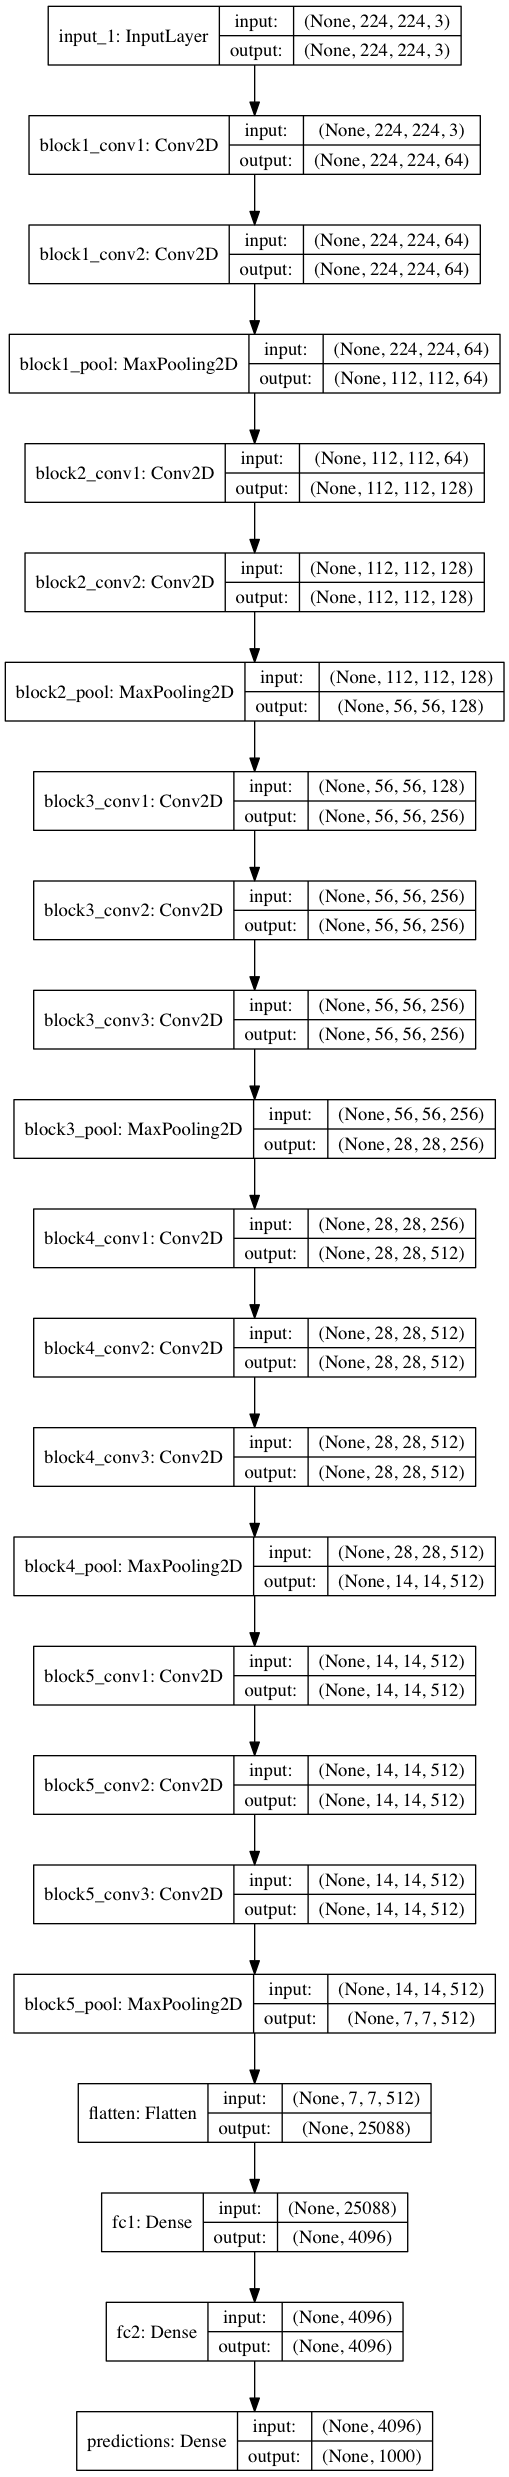 input_1: InputLayer
input: (None, 224, 224, 3)
output: (None, 224, 224, 3)
block1_conv1: Conv2D
input: (None, 224, 224, 3)
output: (None, 224, 224, 64)
block1_conv2: Conv2D
input: (None, 224, 224, 64)
output: (None, 224, 224, 64)
block1_pool: MaxPooling2D
input: (None, 224, 224, 64)
output: (None, 112, 112, 64)
block2_conv1: Conv2D
input: (None, 112, 112, 64)
output: (None, 112, 112, 128)
block2_conv2: Conv2D
input: (None, 112, 112, 128)
output: (None, 112, 112, 128)
block2_pool: MaxPooling2D
input: (None, 112, 112, 128)
output: (None, 56, 56, 128)
block3_conv1: Conv2D
input: (None, 56, 56, 128)
output: (None, 56, 56, 256)
block3_conv2: Conv2D
input: (None, 56, 56, 256)
output: (None, 56, 56, 256)
block3_conv3: Conv2D
input: (None, 56, 56, 256)
output: (None, 56, 56, 256)
block3_pool: MaxPooling2D
input: (None, 56, 56, 256)
output: (None, 28, 28, 256)
block4_conv1: Conv2D
input: (None, 28, 28, 256)
output: (None, 28, 28, 512)
block4_conv2: Conv2D
input: (None, 28, 28, 512)
output: (None, 28, 28, 512)
block4_conv3: Conv2D
input: (None, 28, 28, 512)
output: (None, 28, 28, 512)
block4_pool: MaxPooling2D
input: (None, 28, 28, 512)
output: (None, 14, 14, 512)
block5_conv1: Conv2D
input: (None, 14, 14, 512)
output: (None, 14, 14, 512)
block5_conv2: Conv2D
input: (None, 14, 14, 512)
output: (None, 14, 14, 512)
block5_conv3: Conv2D
input: (None, 14, 14, 512)
output: (None, 14, 14, 512)
block5_pool: MaxPooling2D
input: (None, 14, 14, 512)
output: (None, 7, 7, 512)
flatten: Flatten
input: (None, 7, 7, 512)
output: (None, 25088)
fc1: Dense
input: (None, 25088)
output: (None, 4096)
fc2: Dense
input: (None, 4096)
output: (None, 4096)
predictions: Dense
input: (None, 4096)
output: (None, 1000)